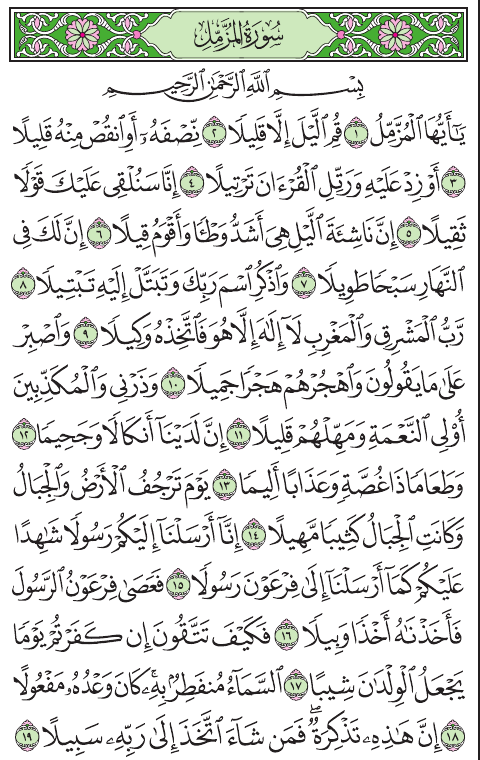 سُورَةُ المُزَّمِّلِ
بِسْمِ ٱللَّهِ ٱلرَّحْمَٰنِ ٱلرَّحِيمِ
يَٰٓأَيُّهَا ٱلْمُزَّمِّلُ ١ قُمِ ٱلَّيْلَ إِلَّا قَلِيلًا ٢ نِّصْفَهُۥٓ أَوِ ٱنقُصْ مِنْهُ قَلِيلًا
٣ أَوْ زِدْ عَلَيْهِ وَرَتِّلِ ٱلْقُرْءَانَ تَرْتِيلًا ٤ إِنَّا سَنُلْقِى عَلَيْكَ قَوْلًا
ثَقِيلًا ٥ إِنَّ نَاشِئَةَ ٱلَّيْلِ هِىَ أَشَدُّ وَطْـًٔا وَأَقْوَمُ قِيلًا ٦ إِنَّ لَكَ فِى
ٱلنَّهَارِ سَبْحًا طَوِيلًا ٧ وَٱذْكُرِ ٱسْمَ رَبِّكَ وَتَبَتَّلْ إِلَيْهِ تَبْتِيلًا ٨
رَّبُّ ٱلْمَشْرِقِ وَٱلْمَغْرِبِ لَآ إِلَٰهَ إِلَّا هُوَ فَٱتَّخِذْهُ وَكِيلًا ٩ وَٱصْبِرْ
عَلَىٰ مَا يَقُولُونَ وَٱهْجُرْهُمْ هَجْرًا جَمِيلًا ١٠ وَذَرْنِى وَٱلْمُكَذِّبِينَ
أُو۟لِى ٱلنَّعْمَةِ وَمَهِّلْهُمْ قَلِيلًا ١١ إِنَّ لَدَيْنَآ أَنكَالًا وَجَحِيمًا ١٢
وَطَعَامًا ذَا غُصَّةٍ وَعَذَابًا أَلِيمًا ١٣ يَوْمَ تَرْجُفُ ٱلْأَرْضُ وَٱلْجِبَالُ
وَكَانَتِ ٱلْجِبَالُ كَثِيبًا مَّهِيلًا ١٤ إِنَّآ أَرْسَلْنَآ إِلَيْكُمْ رَسُولًا شَٰهِدًا
عَلَيْكُمْ كَمَآ أَرْسَلْنَآ إِلَىٰ فِرْعَوْنَ رَسُولًا ١٥ فَعَصَىٰ فِرْعَوْنُ ٱلرَّسُولَ
فَأَخَذْنَٰهُ أَخْذًا وَبِيلًا ١٦ فَكَيْفَ تَتَّقُونَ إِن كَفَرْتُمْ يَوْمًا
يَجْعَلُ ٱلْوِلْدَٰنَ شِيبًا ١٧ ٱلسَّمَآءُ مُنفَطِرٌۢ بِهِۦ ۚ كَانَ وَعْدُهُۥ مَفْعُولًا
١٨ إِنَّ هَٰذِهِۦ تَذْكِرَةٌ ۖ فَمَن شَآءَ ٱتَّخَذَ إِلَىٰ رَبِّهِۦ سَبِيلًا ١٩